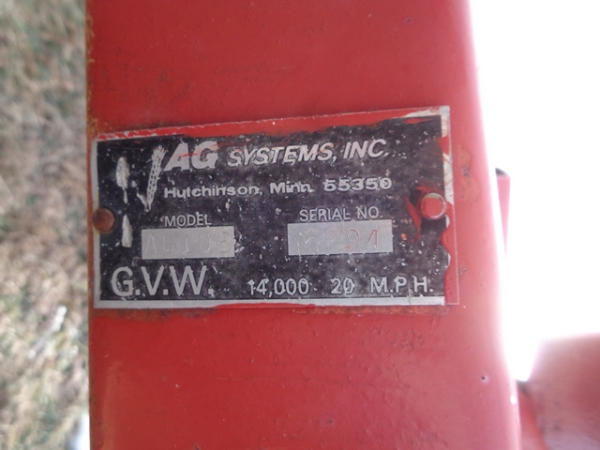 AG SYSTEMS, INC.
Hutchinson, Minn. 55350
MODEL SERIAL NO.
G.V.W. 14,000 20 M.P.H.